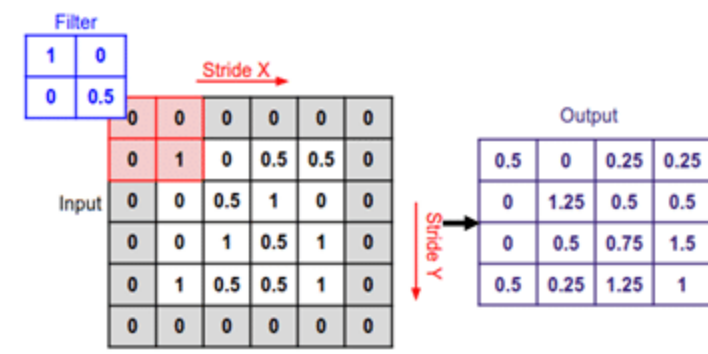 Filter
1 0
0 0.5
Stride X
0 0 0 0 0 0
0 1 0 0.5 0.5 0
Input
0 0 0.5 1 0 0
0 0 1 0.5 1 0
0 1 0.5 0.5 1 0
0 0 0 0 0 0
Stride Y
Output
0.5 0 0.25 0.25
0 1.25 0.5 0.5
0 0.5 0.75 1.5
0.5 0.25 1.25 1